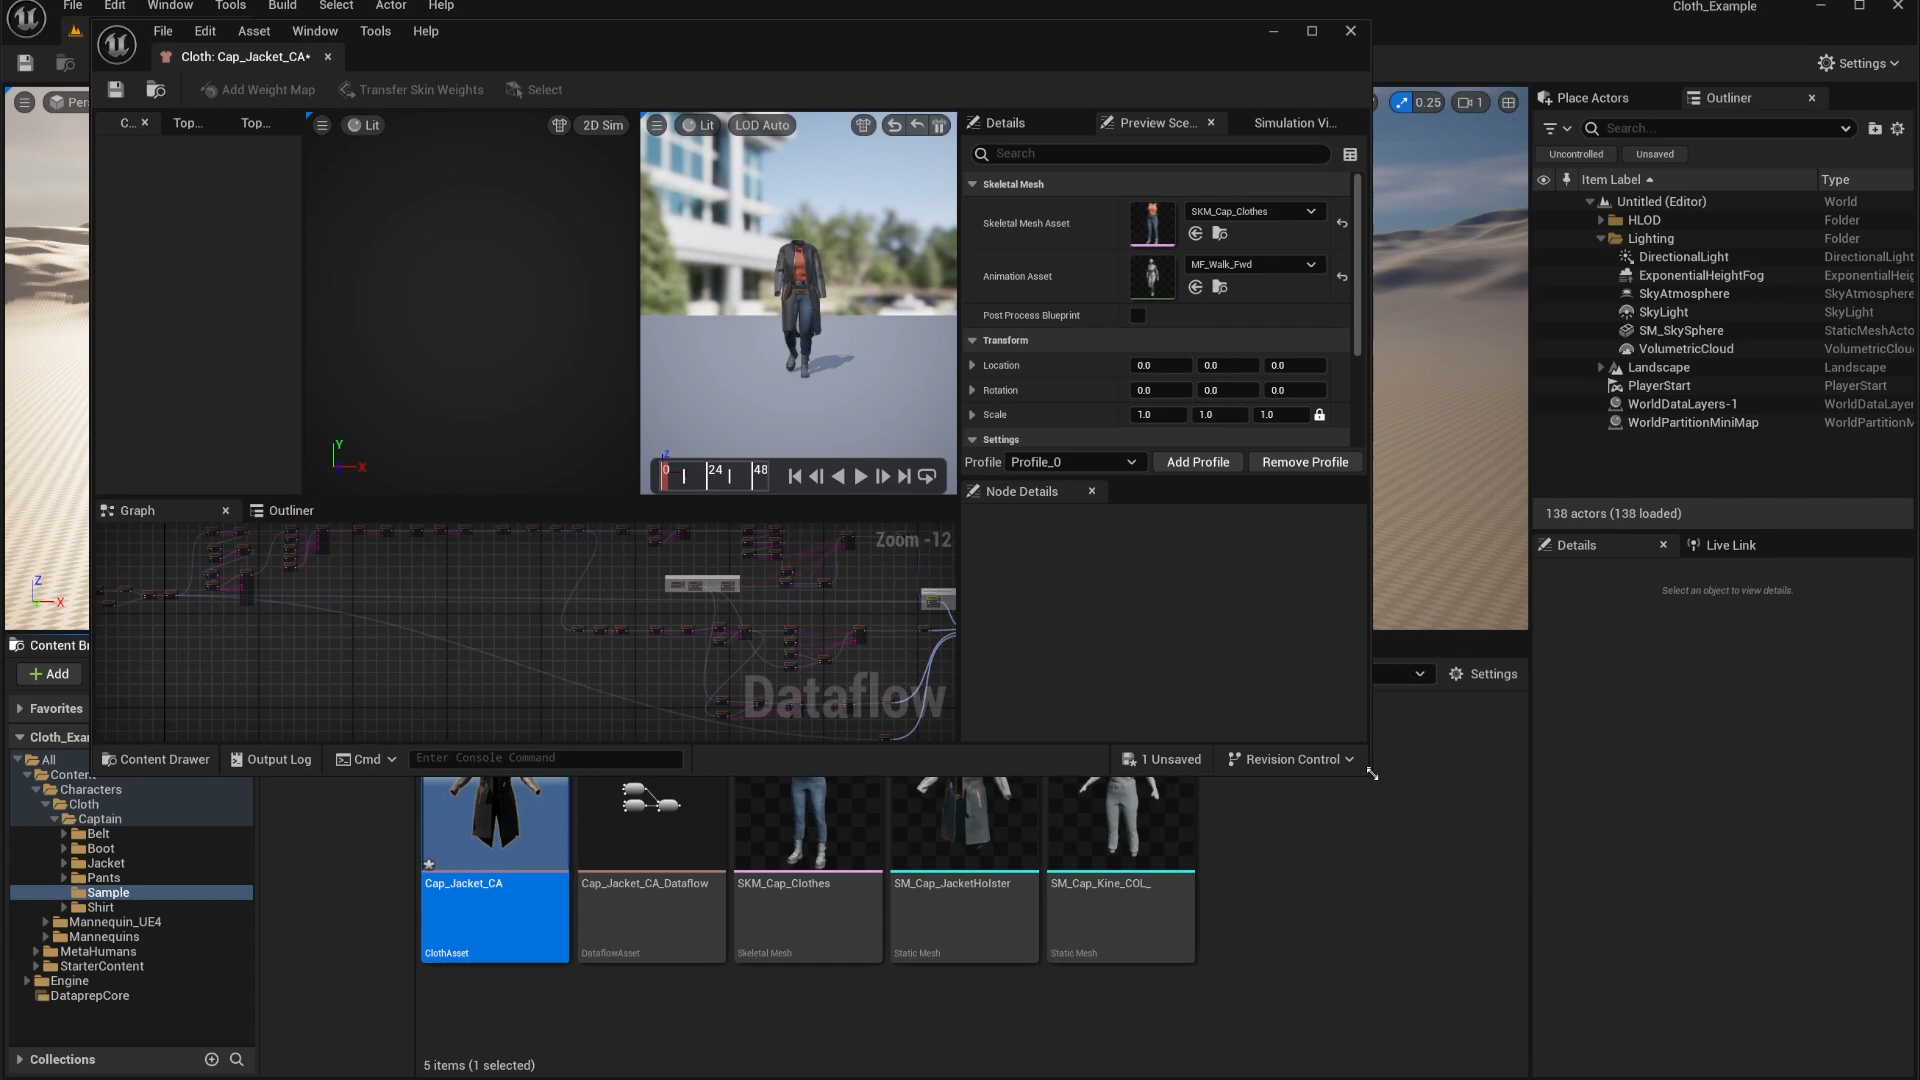 File Edit Window Tools Build Select Actor Help
Cloth_Example
File Edit Asset Window Tools Help
Cloth: Cap_Jacket_CA*
Add Weight Map
Transfer Skin Weights
Select
Settings
C...
Top...
Top...
Lit
2D Sim
Lit
LOD Auto
Details
Preview Sce...
Simulation Vi...
0.25
1
Place Actors
Outliner
Search
Search...
Uncontrolled
Unsaved
Item Label
Type
Skeletal Mesh
Skeletal Mesh Asset
SKM_Cap_Clothes
Animation Asset
MF_Walk_Fwd
Post Process Blueprint
Transform
Location 0.0 0.0 0.0
Rotation 0.0 0.0 0.0
Scale 1.0 1.0 1.0
Settings
Profile Profile_0 Add Profile Remove Profile
Node Details
Untitled (Editor) World
HLOD Folder
Lighting Folder
DirectionalLight DirectionalLight
ExponentialHeightFog ExponentialHeig
SkyAtmosphere SkyAtmosphere
SkyLight SkyLight
SM_SkySphere StaticMeshActo
VolumetricCloud VolumetricClou
Landscape Landscape
PlayerStart PlayerStart
WorldDataLayers-1 WorldDataLayer
WorldPartitionMiniMap WorldPartitionM
138 actors (138 loaded)
Details
Live Link
Select an object to view details.
Y
X
Z
0 24 48
Graph
Outliner
Zoom -12
Dataflow
Z
X
Content Br
Add
Settings
Favorites
Cloth_Exa
Content Drawer
Output Log
Cmd
Enter Console Command
1 Unsaved
Revision Control
All
Content
Characters
Cloth
Captain
Belt
Boot
Jacket
Pants
Sample
Shirt
Mannequin_UE4
Mannequins
MetaHumans
StarterContent
Engine
DataprepCore
Collections
Cap_Jacket_CA
ClothAsset
Cap_Jacket_CA_Dataflow
DataflowAsset
SKM_Cap_Clothes
Skeletal Mesh
SM_Cap_JacketHolster
Static Mesh
SM_Cap_Kine_COL_
Static Mesh
5 items (1 selected)